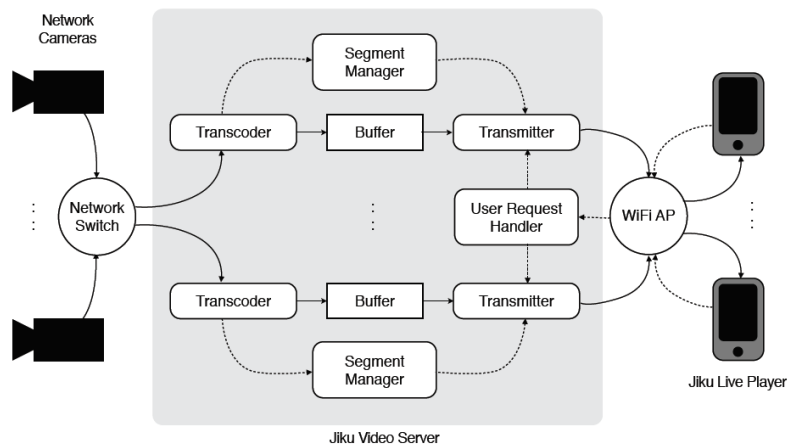 Network
Cameras
Segment
Manager
Transcoder
Buffer
Transmitter
Network
Switch
User Request
Handler
WiFi AP
Transcoder
Buffer
Transmitter
Segment
Manager
Jiku Live Player
Jiku Video Server